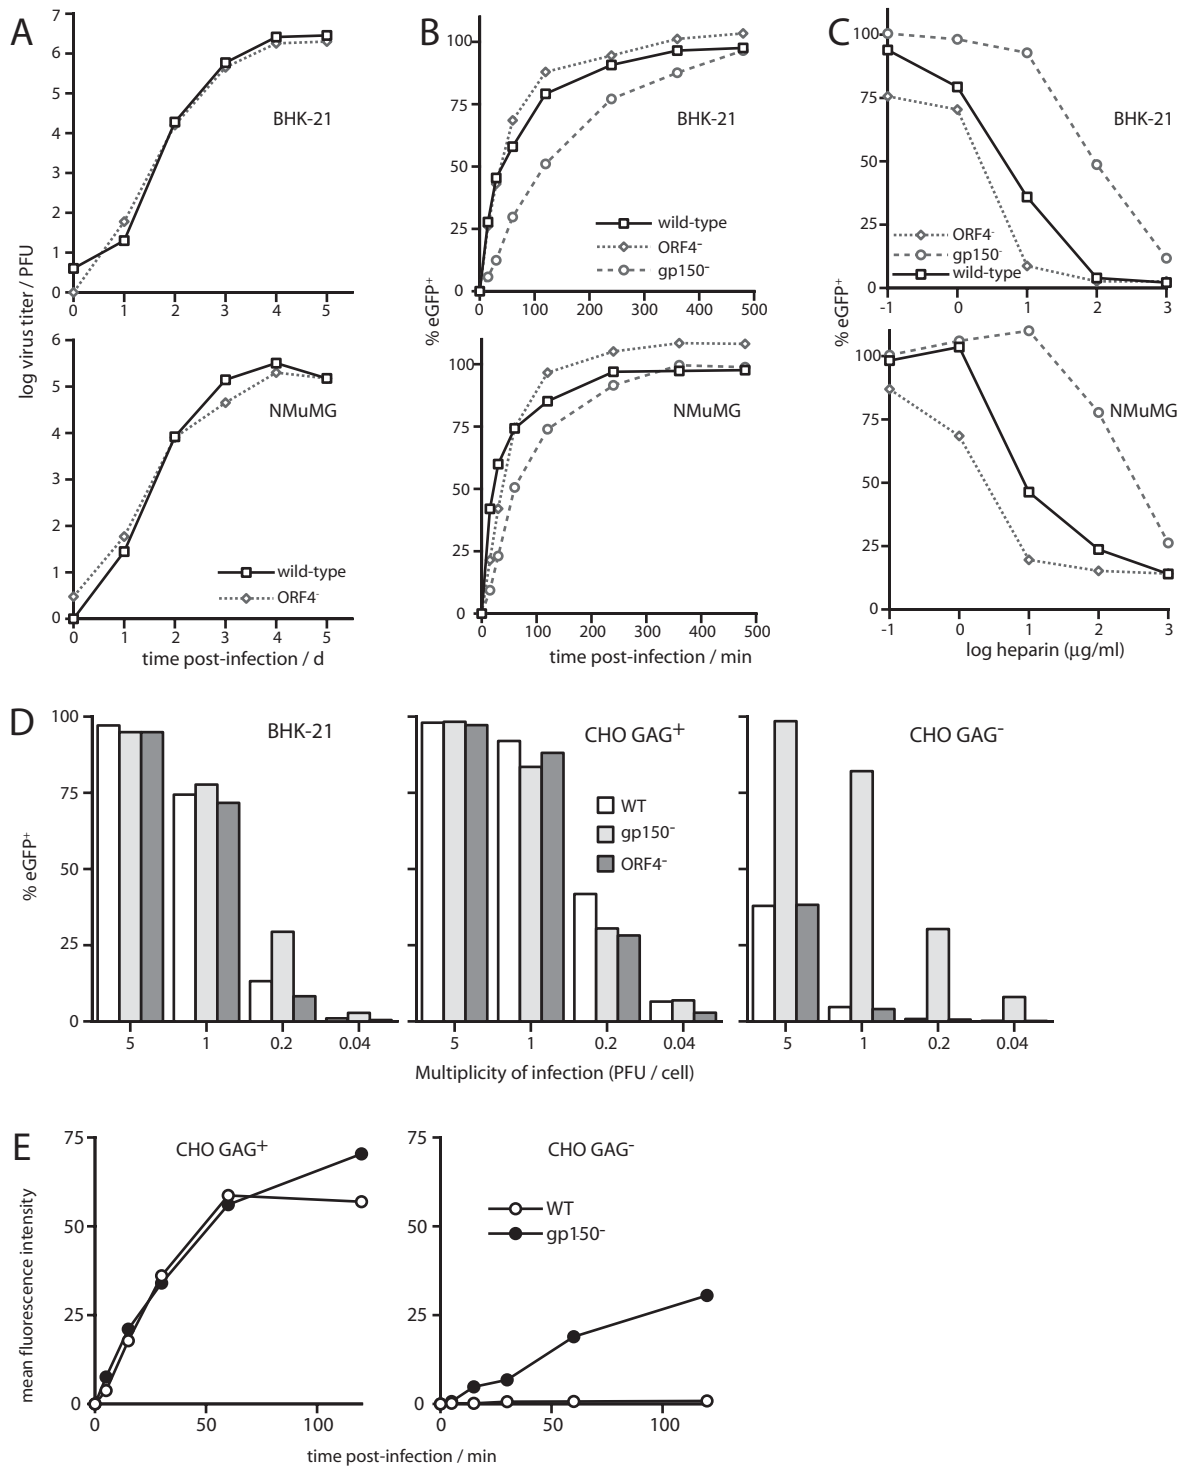 A
7
6
5
4
3
2
1
0
0 1 2 3 4 5
BHK-21
6
5
4
3
2
1
0
0 1 2 3 4 5
NMuMG
wild-type
ORF4-
log virus titer / PFU
time post-infection / d
B
100
75
50
25
0
0 100 200 300 400 500
BHK-21
wild-type
ORF4-
gp150-
% eGFP+
100
75
50
25
0
0 100 200 300 400 500
NMuMG
time post-infection / min
C
100
75
50
25
0
-1 0 1 2 3
BHK-21
ORF4-
gp150-
wild-type
% eGFP+
100
75
50
25
0
-1 0 1 2 3
NMuMG
log heparin (μg/ml)
D
100
75
50
25
0
% eGFP+
BHK-21
5 1 0.2 0.04
CHO GAG+
WT
gp150-
ORF4-
5 1 0.2 0.04
CHO GAG-
5 1 0.2 0.04
Multiplicity of infection (PFU / cell)
E
75
50
25
0
mean fluorescence intensity
CHO GAG+
0 50 100
75
50
25
0
CHO GAG-
WT
gp150-
0 50 100
time post-infection / min